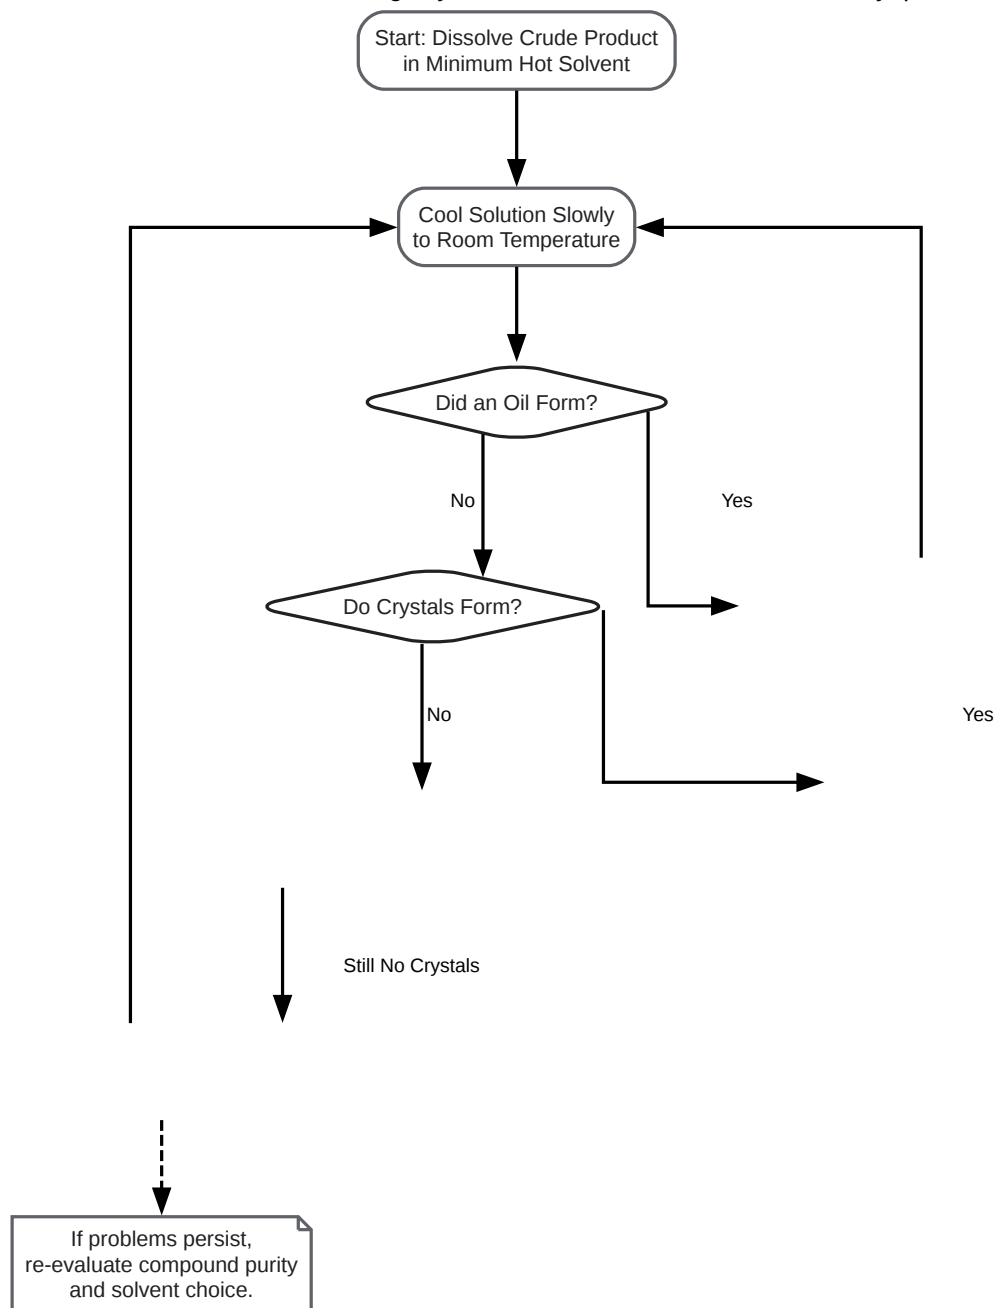 Start: Dissolve Crude Product
in Minimum Hot Solvent
Cool Solution Slowly
to Room Temperature
Did an Oil Form?
No
Yes
Do Crystals Form?
No
Yes
Still No Crystals
If problems persist,
re-evaluate compound purity
and solvent choice.